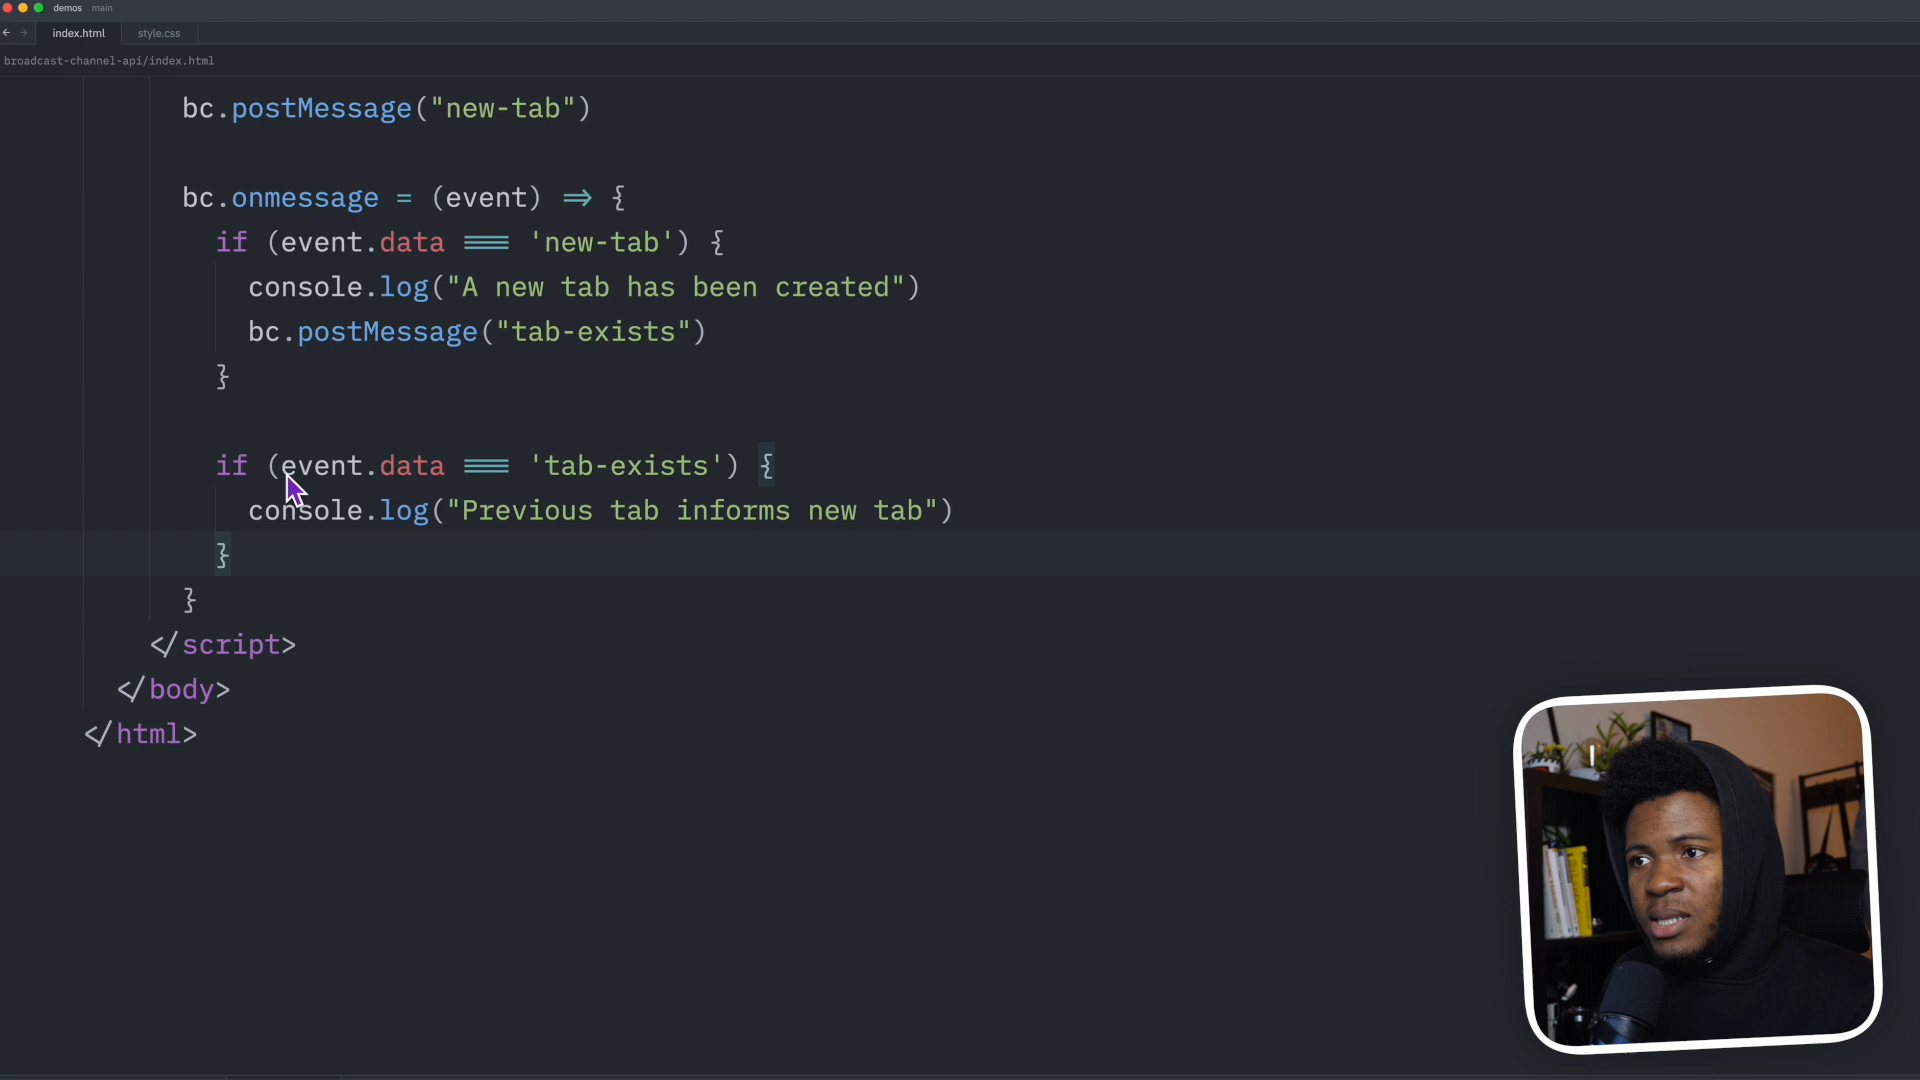 demos main
index.html style.css
broadcast-channel-api/index.html
bc.postMessage("new-tab")
bc.onmessage = (event) => {
if (event.data === 'new-tab') {
console.log("A new tab has been created")
bc.postMessage("tab-exists")
}
if (event.data === 'tab-exists') {
console.log("Previous tab informs new tab")
}
}
</script>
</body>
</html>